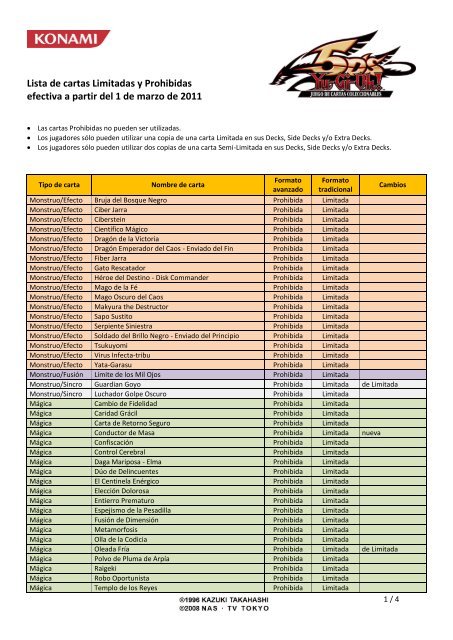 KONAMI
5D's
Yu-Gi-Oh!
JUEGO DE CARTAS COLECCIONABLES
Lista de cartas Limitadas y Prohibidas
efectiva a partir del 1 de marzo de 2011
• Las cartas Prohibidas no pueden ser utilizadas.
• Los jugadores sólo pueden utilizar una copia de una carta Limitada en sus Decks, Side Decks y/o Extra Decks.
• Los jugadores sólo pueden utilizar dos copias de una carta Semi-Limitada en sus Decks, Side Decks y/o Extra Decks.
Tipo de carta Nombre de carta Formato avanzado Formato tradicional Cambios
Monstruo/Efecto Bruja del Bosque Negro Prohibida Limitada
Monstruo/Efecto Ciber Jarra Prohibida Limitada
Monstruo/Efecto Ciberstein Prohibida Limitada
Monstruo/Efecto Científico Mágico Prohibida Limitada
Monstruo/Efecto Dragón de la Victoria Prohibida Limitada
Monstruo/Efecto Dragón Emperador del Caos - Enviado del Fin Prohibida Limitada
Monstruo/Efecto Fiber Jarra Prohibida Limitada
Monstruo/Efecto Gato Rescatador Prohibida Limitada
Monstruo/Efecto Héroe del Destino - Disk Commander Prohibida Limitada
Monstruo/Efecto Mago de la Fé Prohibida Limitada
Monstruo/Efecto Mago Oscuro del Caos Prohibida Limitada
Monstruo/Efecto Makyura the Destructor Prohibida Limitada
Monstruo/Efecto Sapo Sustito Prohibida Limitada
Monstruo/Efecto Serpiente Siniestra Prohibida Limitada
Monstruo/Efecto Soldado del Brillo Negro - Enviado del Principio Prohibida Limitada
Monstruo/Efecto Tsukuyomi Prohibida Limitada
Monstruo/Efecto Virus Infecta-tribu Prohibida Limitada
Monstruo/Efecto Yata-Garasu Prohibida Limitada
Monstruo/Fusión Límite de los Mil Ojos Prohibida Limitada
Monstruo/Sincro Guardian Goyo Prohibida Limitada de Limitada
Monstruo/Sincro Luchador Golpe Oscuro Prohibida Limitada
Mágica Cambio de Fidelidad Prohibida Limitada
Mágica Caridad Grácil Prohibida Limitada
Mágica Carta de Retorno Seguro Prohibida Limitada
Mágica Conductor de Masa Prohibida Limitada nueva
Mágica Confiscación Prohibida Limitada
Mágica Control Cerebral Prohibida Limitada
Mágica Daga Mariposa - Elma Prohibida Limitada
Mágica Dúo de Delincuentes Prohibida Limitada
Mágica El Centinela Enérgico Prohibida Limitada
Mágica Elección Dolorosa Prohibida Limitada
Mágica Entierro Prematuro Prohibida Limitada
Mágica Espejismo de la Pesadilla Prohibida Limitada
Mágica Fusión de Dimensión Prohibida Limitada
Mágica Metamorfosis Prohibida Limitada
Mágica Olla de la Codicia Prohibida Limitada
Mágica Oleada Fría Prohibida Limitada de Limitada
Mágica Polvo de Pluma de Arpía Prohibida Limitada
Mágica Raigeki Prohibida Limitada
Mágica Robo Oportunista Prohibida Limitada
Mágica Templo de los Reyes Prohibida Limitada
©1996 KAZUKI TAKAHASHI 1 / 4
©2008 NAS · TV TOKYO